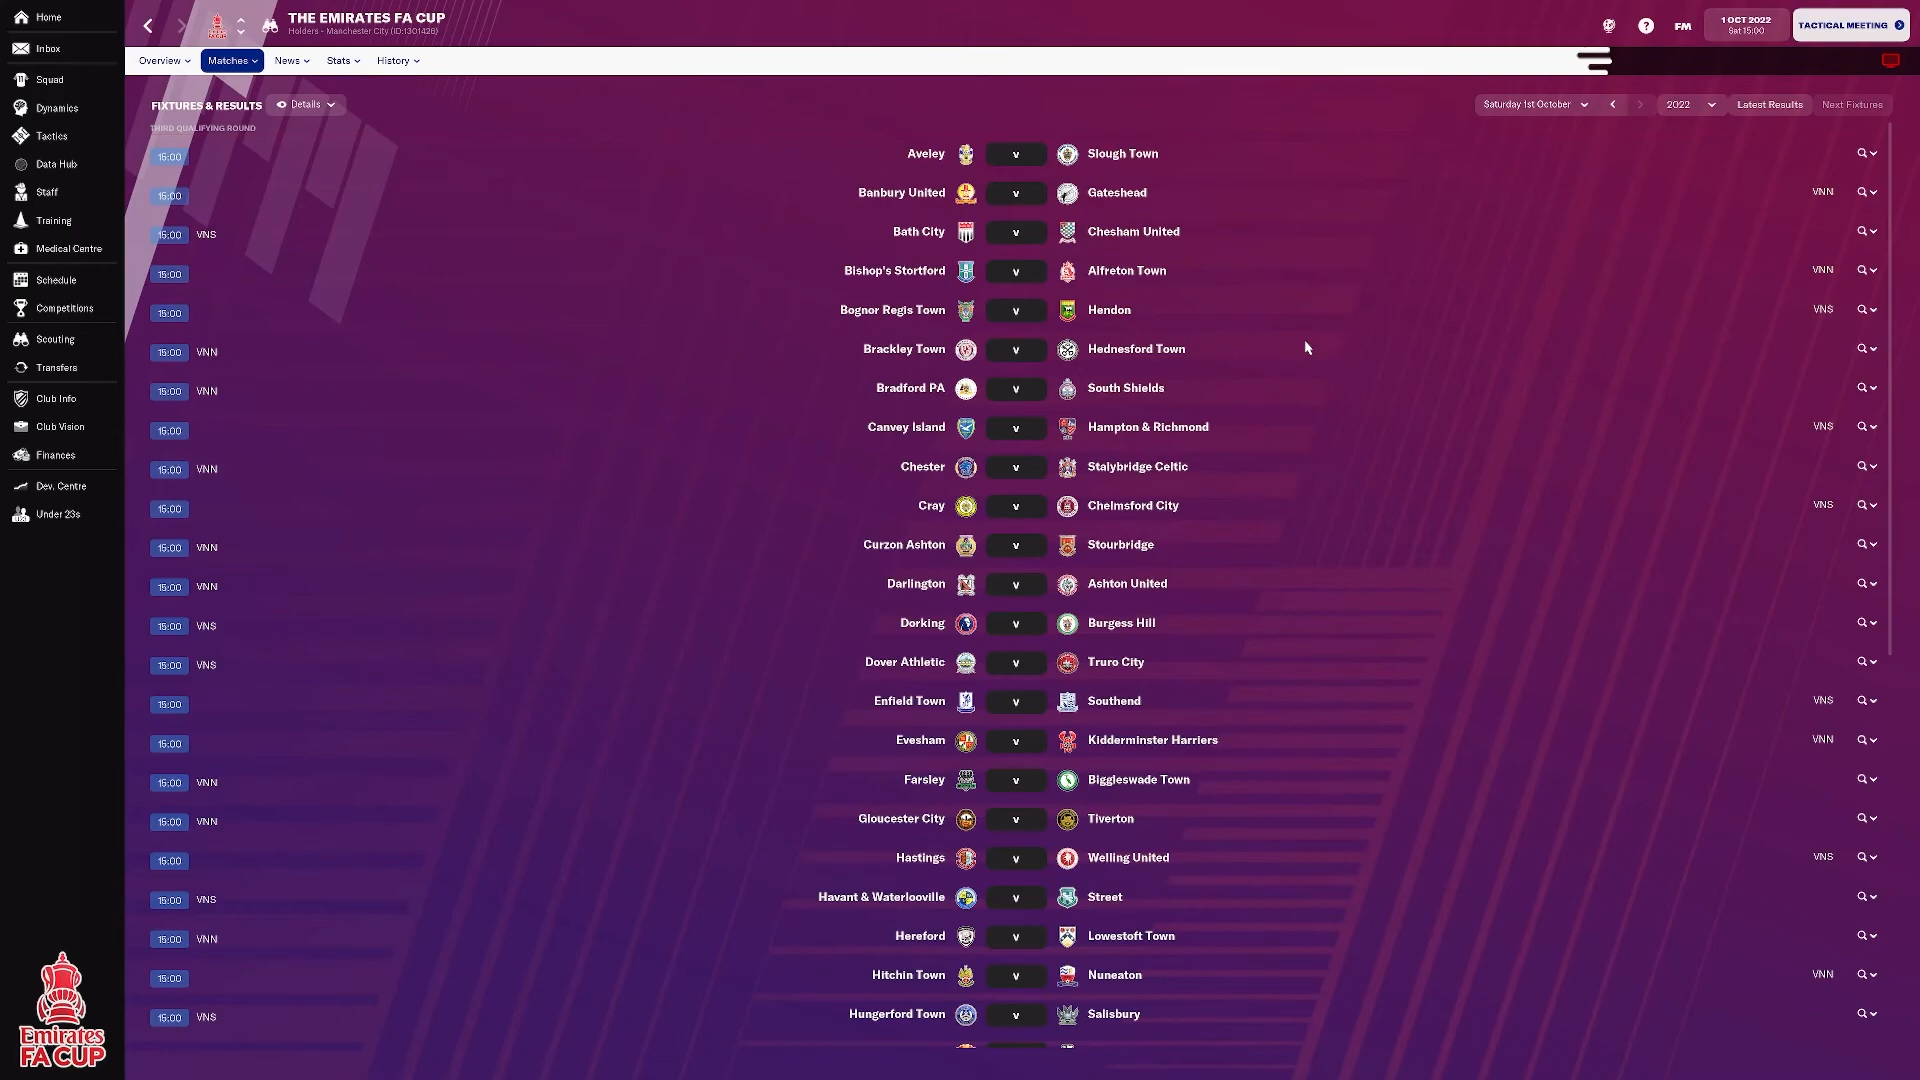 Home
Inbox
Squad
Dynamics
Tactics
Data Hub
Staff
Training
Medical Centre
Schedule
Competitions
Scouting
Transfers
Club Info
Club Vision
Finances
Dev. Centre
Under 23s
Emirates
FA CUP
THE EMIRATES FA CUP
Holders - Manchester City (ID:1301426)
? FM 1 OCT 2022 TACTICAL MEETING
Sat 15:00
Overview Matches News Stats History
FIXTURES & RESULTS Details Saturday 1st October 2022 Latest Results Next Fixtures
THIRD QUALIFYING ROUND
15:00 Aveley v Slough Town
15:00 Banbury United v Gateshead VNN
15:00 VNS Bath City v Chesham United
15:00 Bishop's Stortford v Alfreton Town VNN
15:00 Bognor Regis Town v Hendon VNS
15:00 VNN Brackley Town v Hednesford Town
15:00 VNN Bradford PA v South Shields
15:00 Canvey Island v Hampton & Richmond VNS
15:00 VNN Chester v Stalybridge Celtic
15:00 Cray v Chelmsford City VNS
15:00 VNN Curzon Ashton v Stourbridge
15:00 VNN Darlington v Ashton United
15:00 VNS Dorking v Burgess Hill
15:00 VNS Dover Athletic v Truro City
15:00 Enfield Town v Southend VNS
15:00 Evesham v Kidderminster Harriers VNN
15:00 VNN Farsley v Biggleswade Town
15:00 VNN Gloucester City v Tiverton
15:00 Hastings v Welling United VNS
15:00 VNS Havant & Waterlooville v Street
15:00 VNN Hereford v Lowestoft Town
15:00 Hitchin Town v Nuneaton VNN
15:00 VNS Hungerford Town v Salisbury